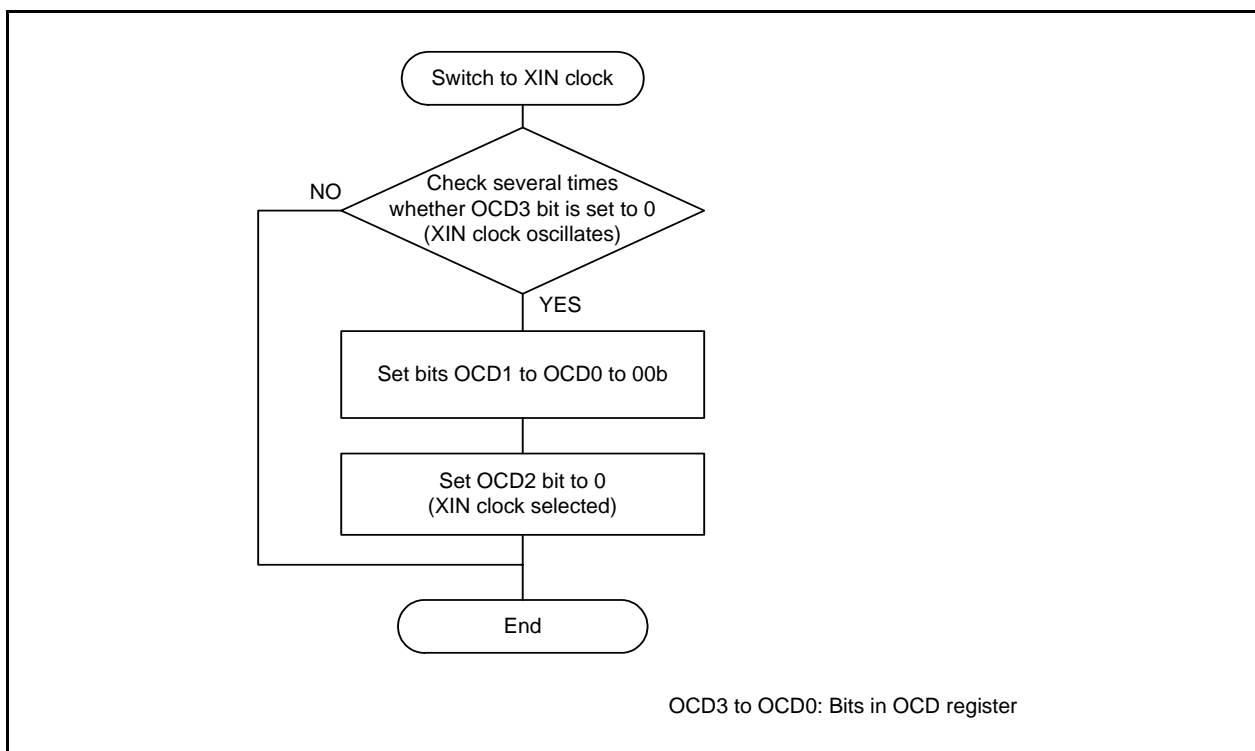 Switch to XIN clock
NO
Check several times
whether OCD3 bit is set to 0
(XIN clock oscillates)
YES
Set bits OCD1 to OCD0 to 00b
Set OCD2 bit to 0
(XIN clock selected)
End
OCD3 to OCD0: Bits in OCD register